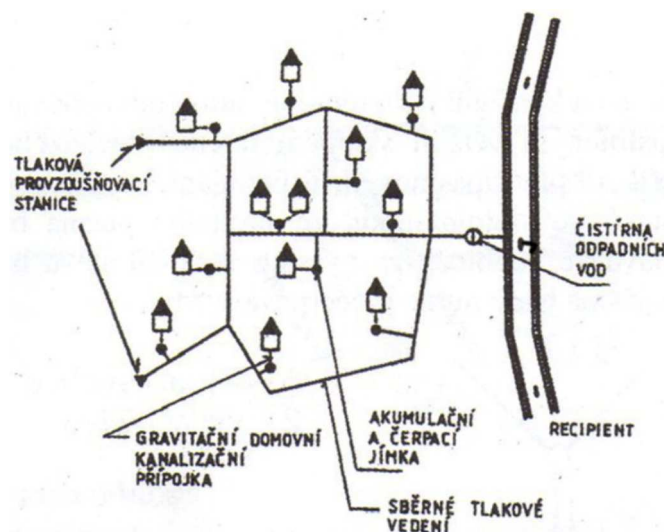 TLAKOVÁ
PROVZDUŠŇOVACÍ
STANICE
ČISTÍRNA
ODPADNÍCH
VOD
GRAVITAČNÍ DOMOVNÍ
KANALIZAČNÍ
PŘÍPOJKA
AKUMULAČNÍ
A ČERPACÍ
JÍMKA
RECIPIENT
SBĚRNÉ TLAKOVÉ
VEDENÍ